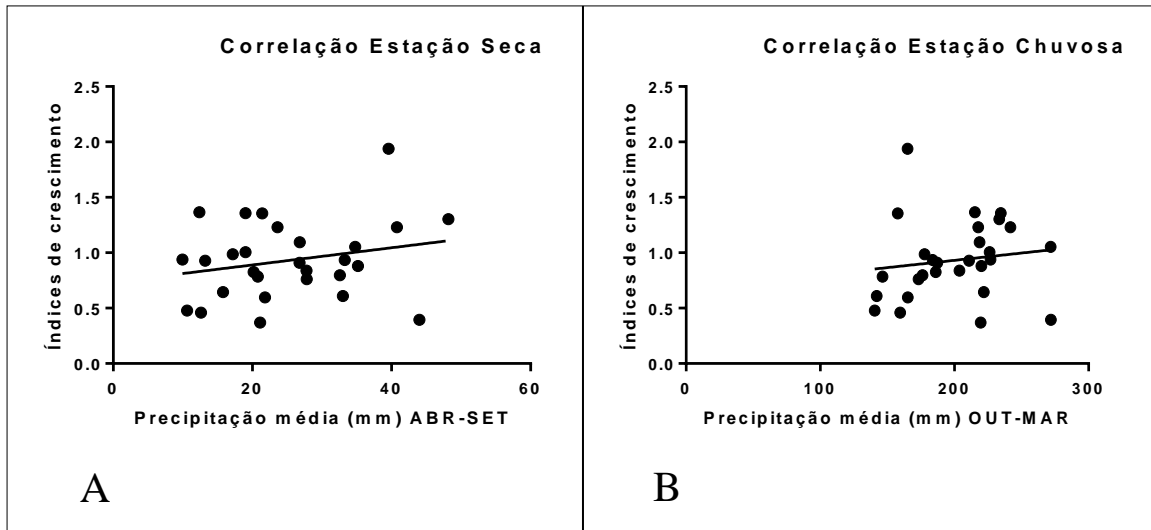 Correlação Estação Seca
Índices de crescimento
2.5
2.0
1.5
1.0
0.5
0.0
0
20
40
60
Precipitação média (mm) ABR-SET
A
Correlação Estação Chuvosa
Índices de crescimento
2.5
2.0
1.5
1.0
0.5
0.0
0
100
200
300
Precipitação média (mm) OUT-MAR
B